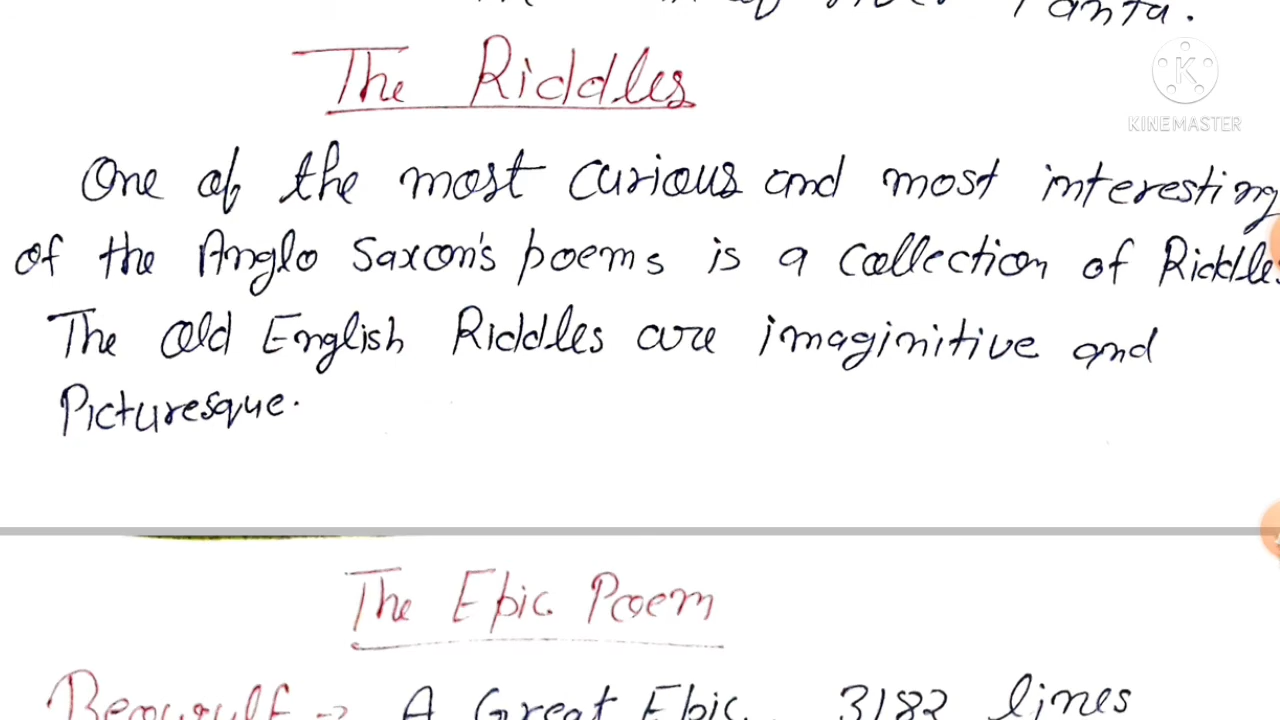 The Riddles
KINEMASTER
One of the most curious and most interesting
of the Anglo Saxon's poems is a collection of Riddles
The old English Riddles are imaginitive and
Picturesque.
The Epic Poem
Beowulf → A Great Epic. 3182 lines